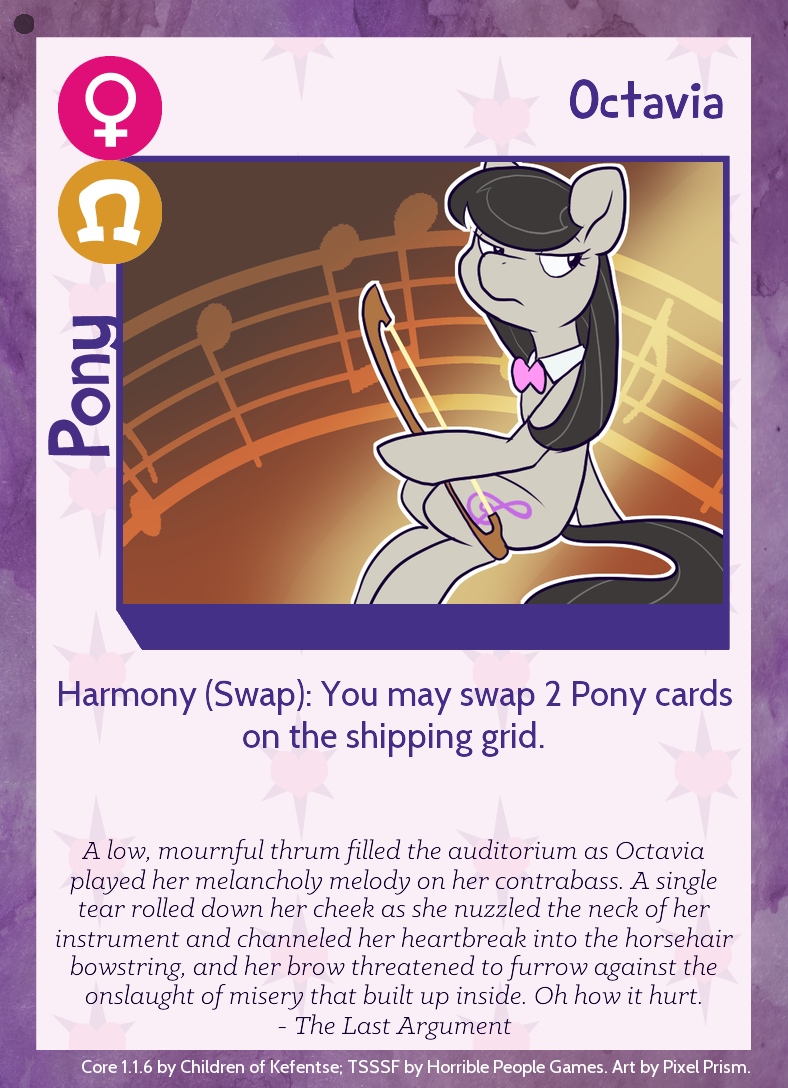 Octavia
Pony
Harmony (Swap): You may swap 2 Pony cards
on the shipping grid.
A low, mournful thrum filled the auditorium as Octavia
played her melancholy melody on her contrabass. A single
tear rolled down her cheek as she nuzzled the neck of her
instrument and channeled her heartbreak into the horsehair
bowstring, and her brow threatened to furrow against the
onslaught of misery that built up inside. Oh how it hurt.
- The Last Argument
Core 1.1.6 by Children of Kefentse; TSSSF by Horrible People Games. Art by Pixel Prism.